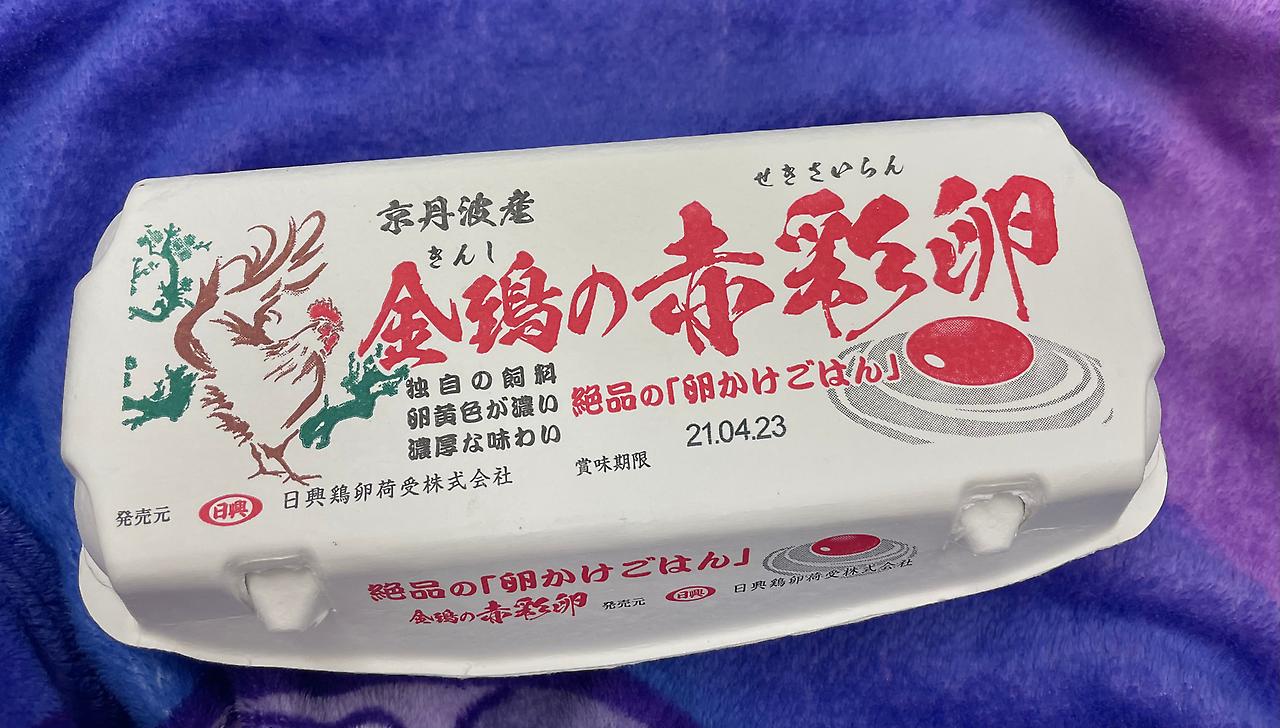 せきさいらん
京丹波産
きんし
金鵄の赤彩卵
独自の飼料
卵黄色が濃い
濃厚な味わい
絶品の「卵かけごはん」
21.04.23
賞味期限
発売元 日興 日興鶏卵荷受株式会社
絶品の「卵かけごはん」
金鵄の赤彩卵 発売元 日興 日興鶏卵荷受株式会社